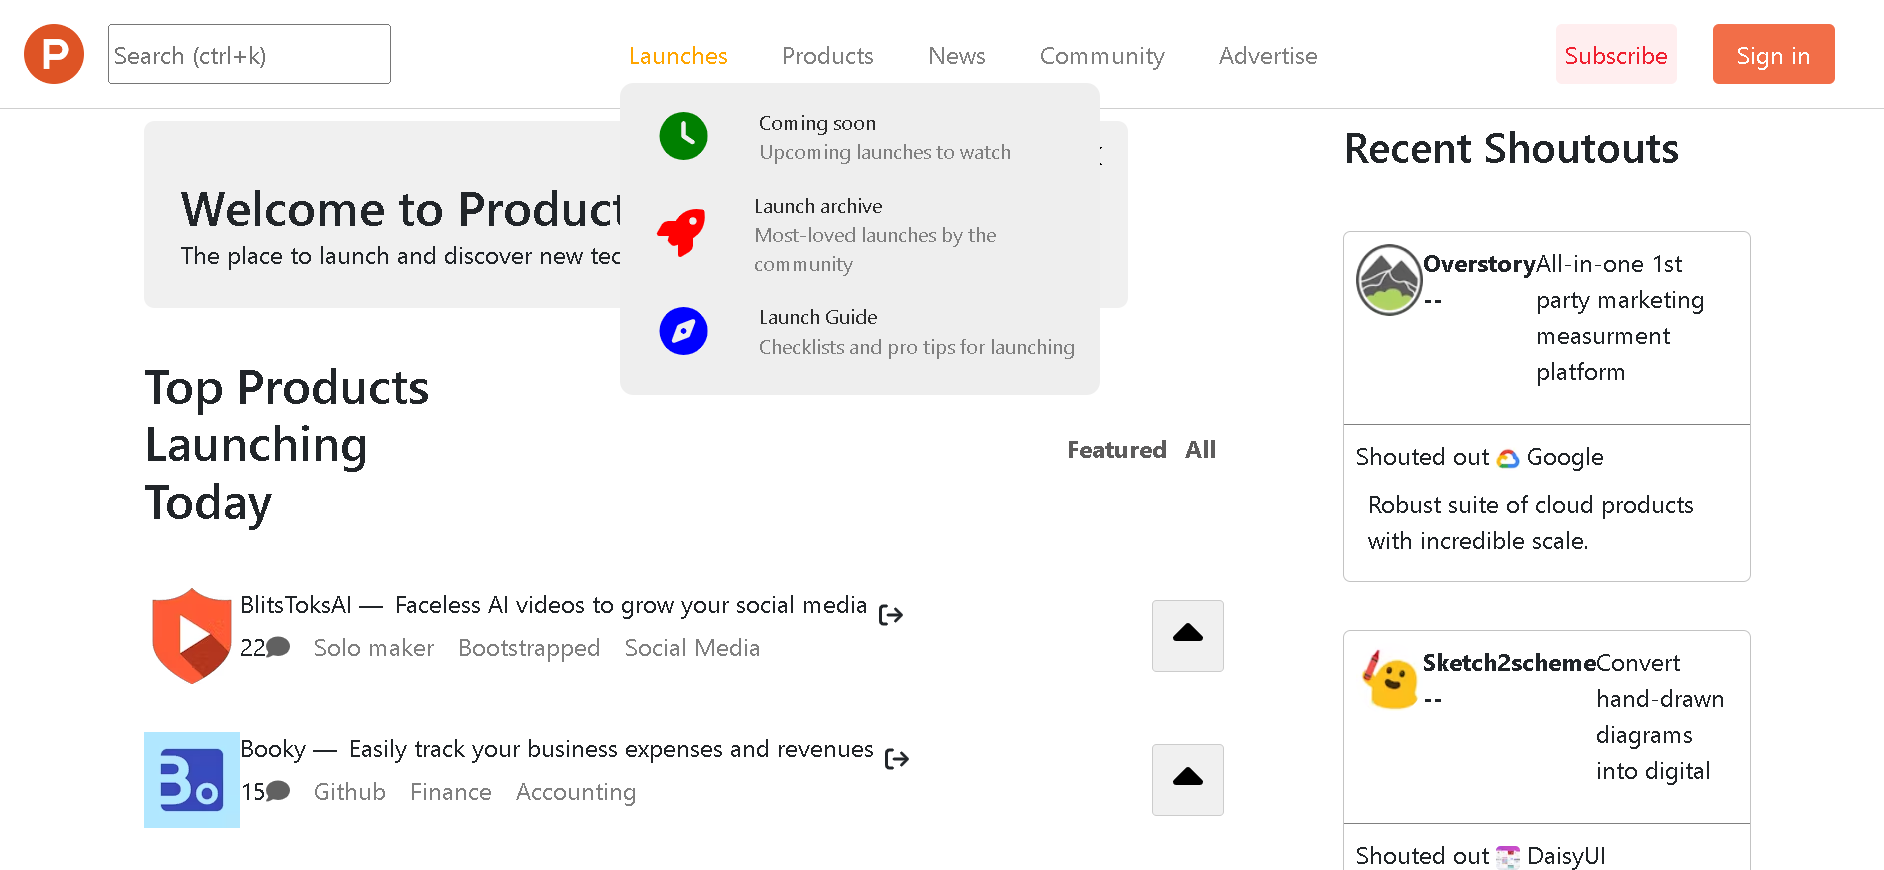 P
Search (ctrl+k)
Launches
Products
News
Community
Advertise
Subscribe
Sign in
Coming soon
Upcoming launches to watch
Launch archive
Most-loved launches by the
community
Launch Guide
Checklists and pro tips for launching
Welcome to Product
The place to launch and discover new
Top Products
Launching
Today
Featured All
BlitsToksAI — Faceless AI videos to grow your social media
22 Solo maker Bootstrapped Social Media
Booky — Easily track your business expenses and revenues
15 Github Finance Accounting
Bo
Recent Shoutouts
Overstory
--
All-in-one 1st
party marketing
measurment
platform
Shouted out Google
Robust suite of cloud products
with incredible scale.
Sketch2scheme
--
Convert
hand-drawn
diagrams
into digital
Shouted out DaisyUI